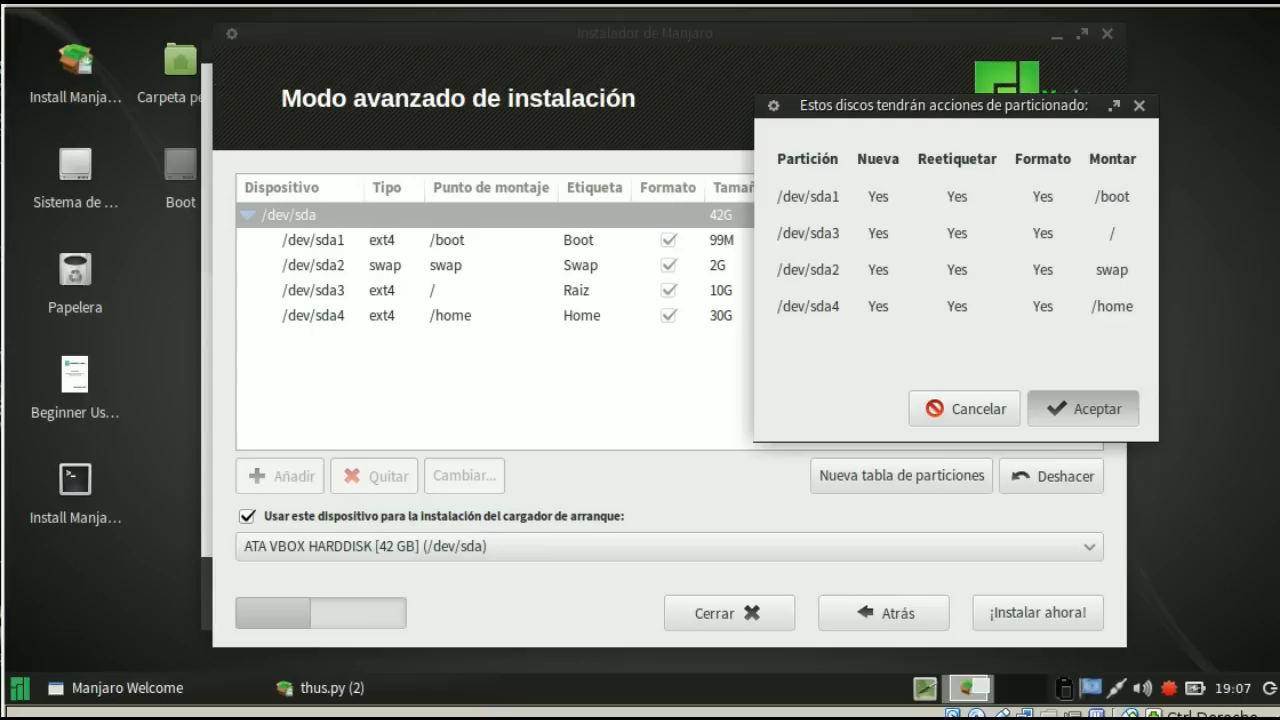 Instalador de Manjaro
Install Manja...
Carpeta pe
Sistema de ...
Boot
Papelera
Beginner Us...
Install Manja...
Modo avanzado de instalación
Dispositivo Tipo Punto de montaje Etiqueta Formato
/dev/sda 42G
/dev/sda1 ext4 /boot Boot 99M
/dev/sda2 swap swap Swap 2G
/dev/sda3 ext4 / Raiz 10G
/dev/sda4 ext4 /home Home 30G
Estos discos tendrán acciones de particionado:
Partición Nueva Reetiquetar Formato Montar
/dev/sda1 Yes Yes Yes /boot
/dev/sda3 Yes Yes Yes /
/dev/sda2 Yes Yes Yes swap
/dev/sda4 Yes Yes Yes /home
Cancelar Aceptar
Añadir Quitar Cambiar... Nueva tabla de particiones Deshacer
Usar este dispositivo para la instalación del cargador de arranque:
ATA VBOX HARDDISK [42 GB] (/dev/sda)
Cerrar Atrás ¡Instalar ahora!
Manjaro Welcome thus.py (2) 19:07
Ctrl Derecho